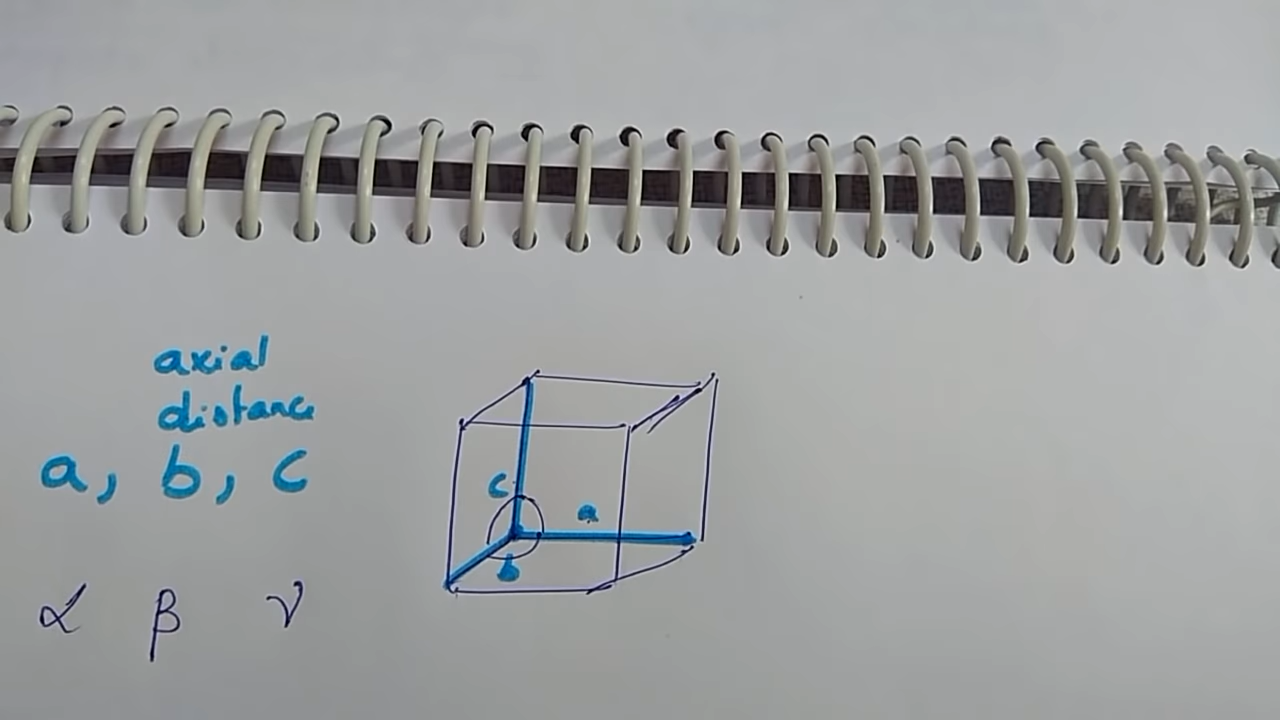 axial
distance
a, b, c
α β γ
c
a
b